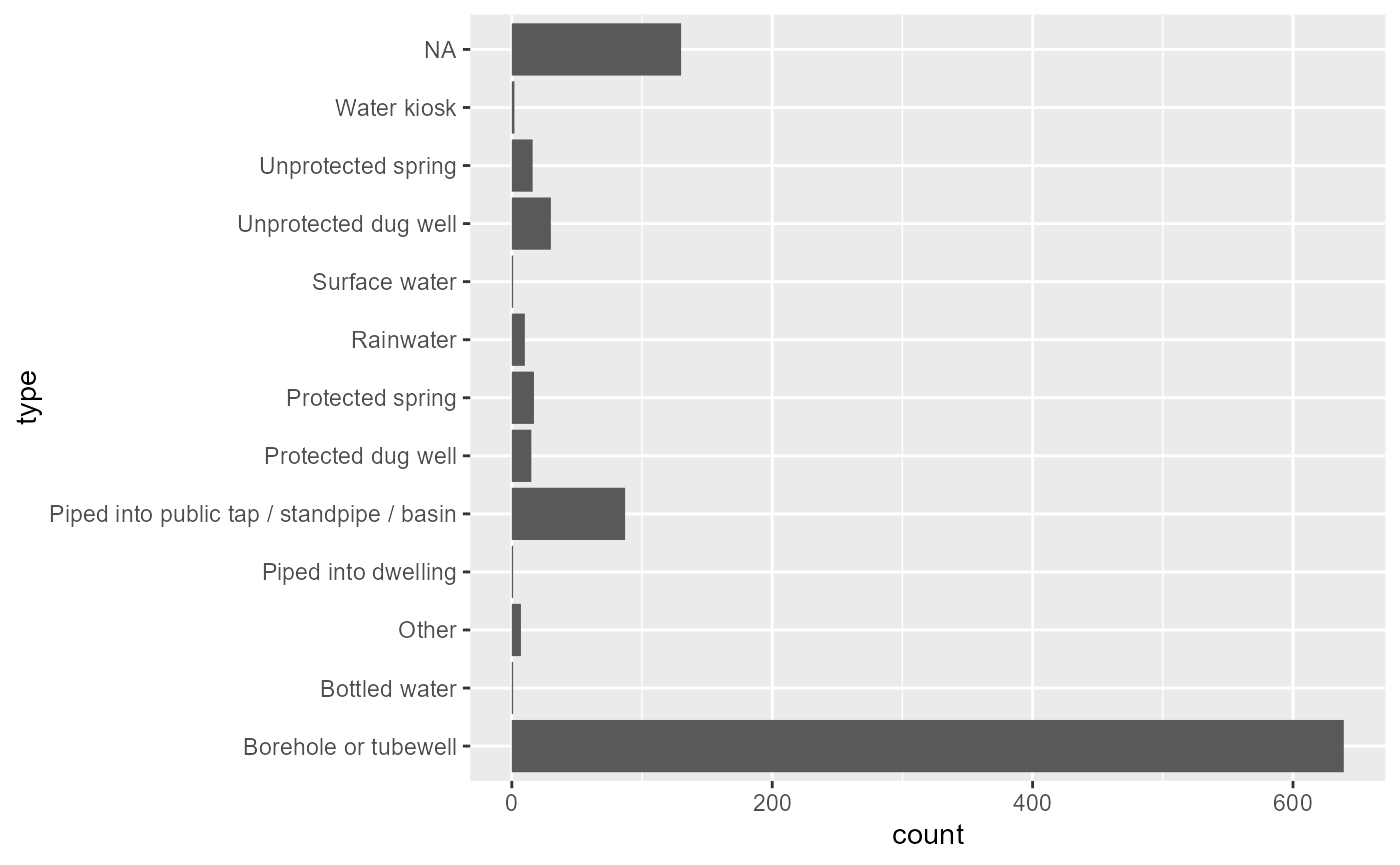 NA
Water kiosk
Unprotected spring
Unprotected dug well
Surface water
Rainwater
Protected spring
Protected dug well
Piped into public tap / standpipe / basin
Piped into dwelling
Other
Bottled water
Borehole or tubewell
type
0 200 400 600
count